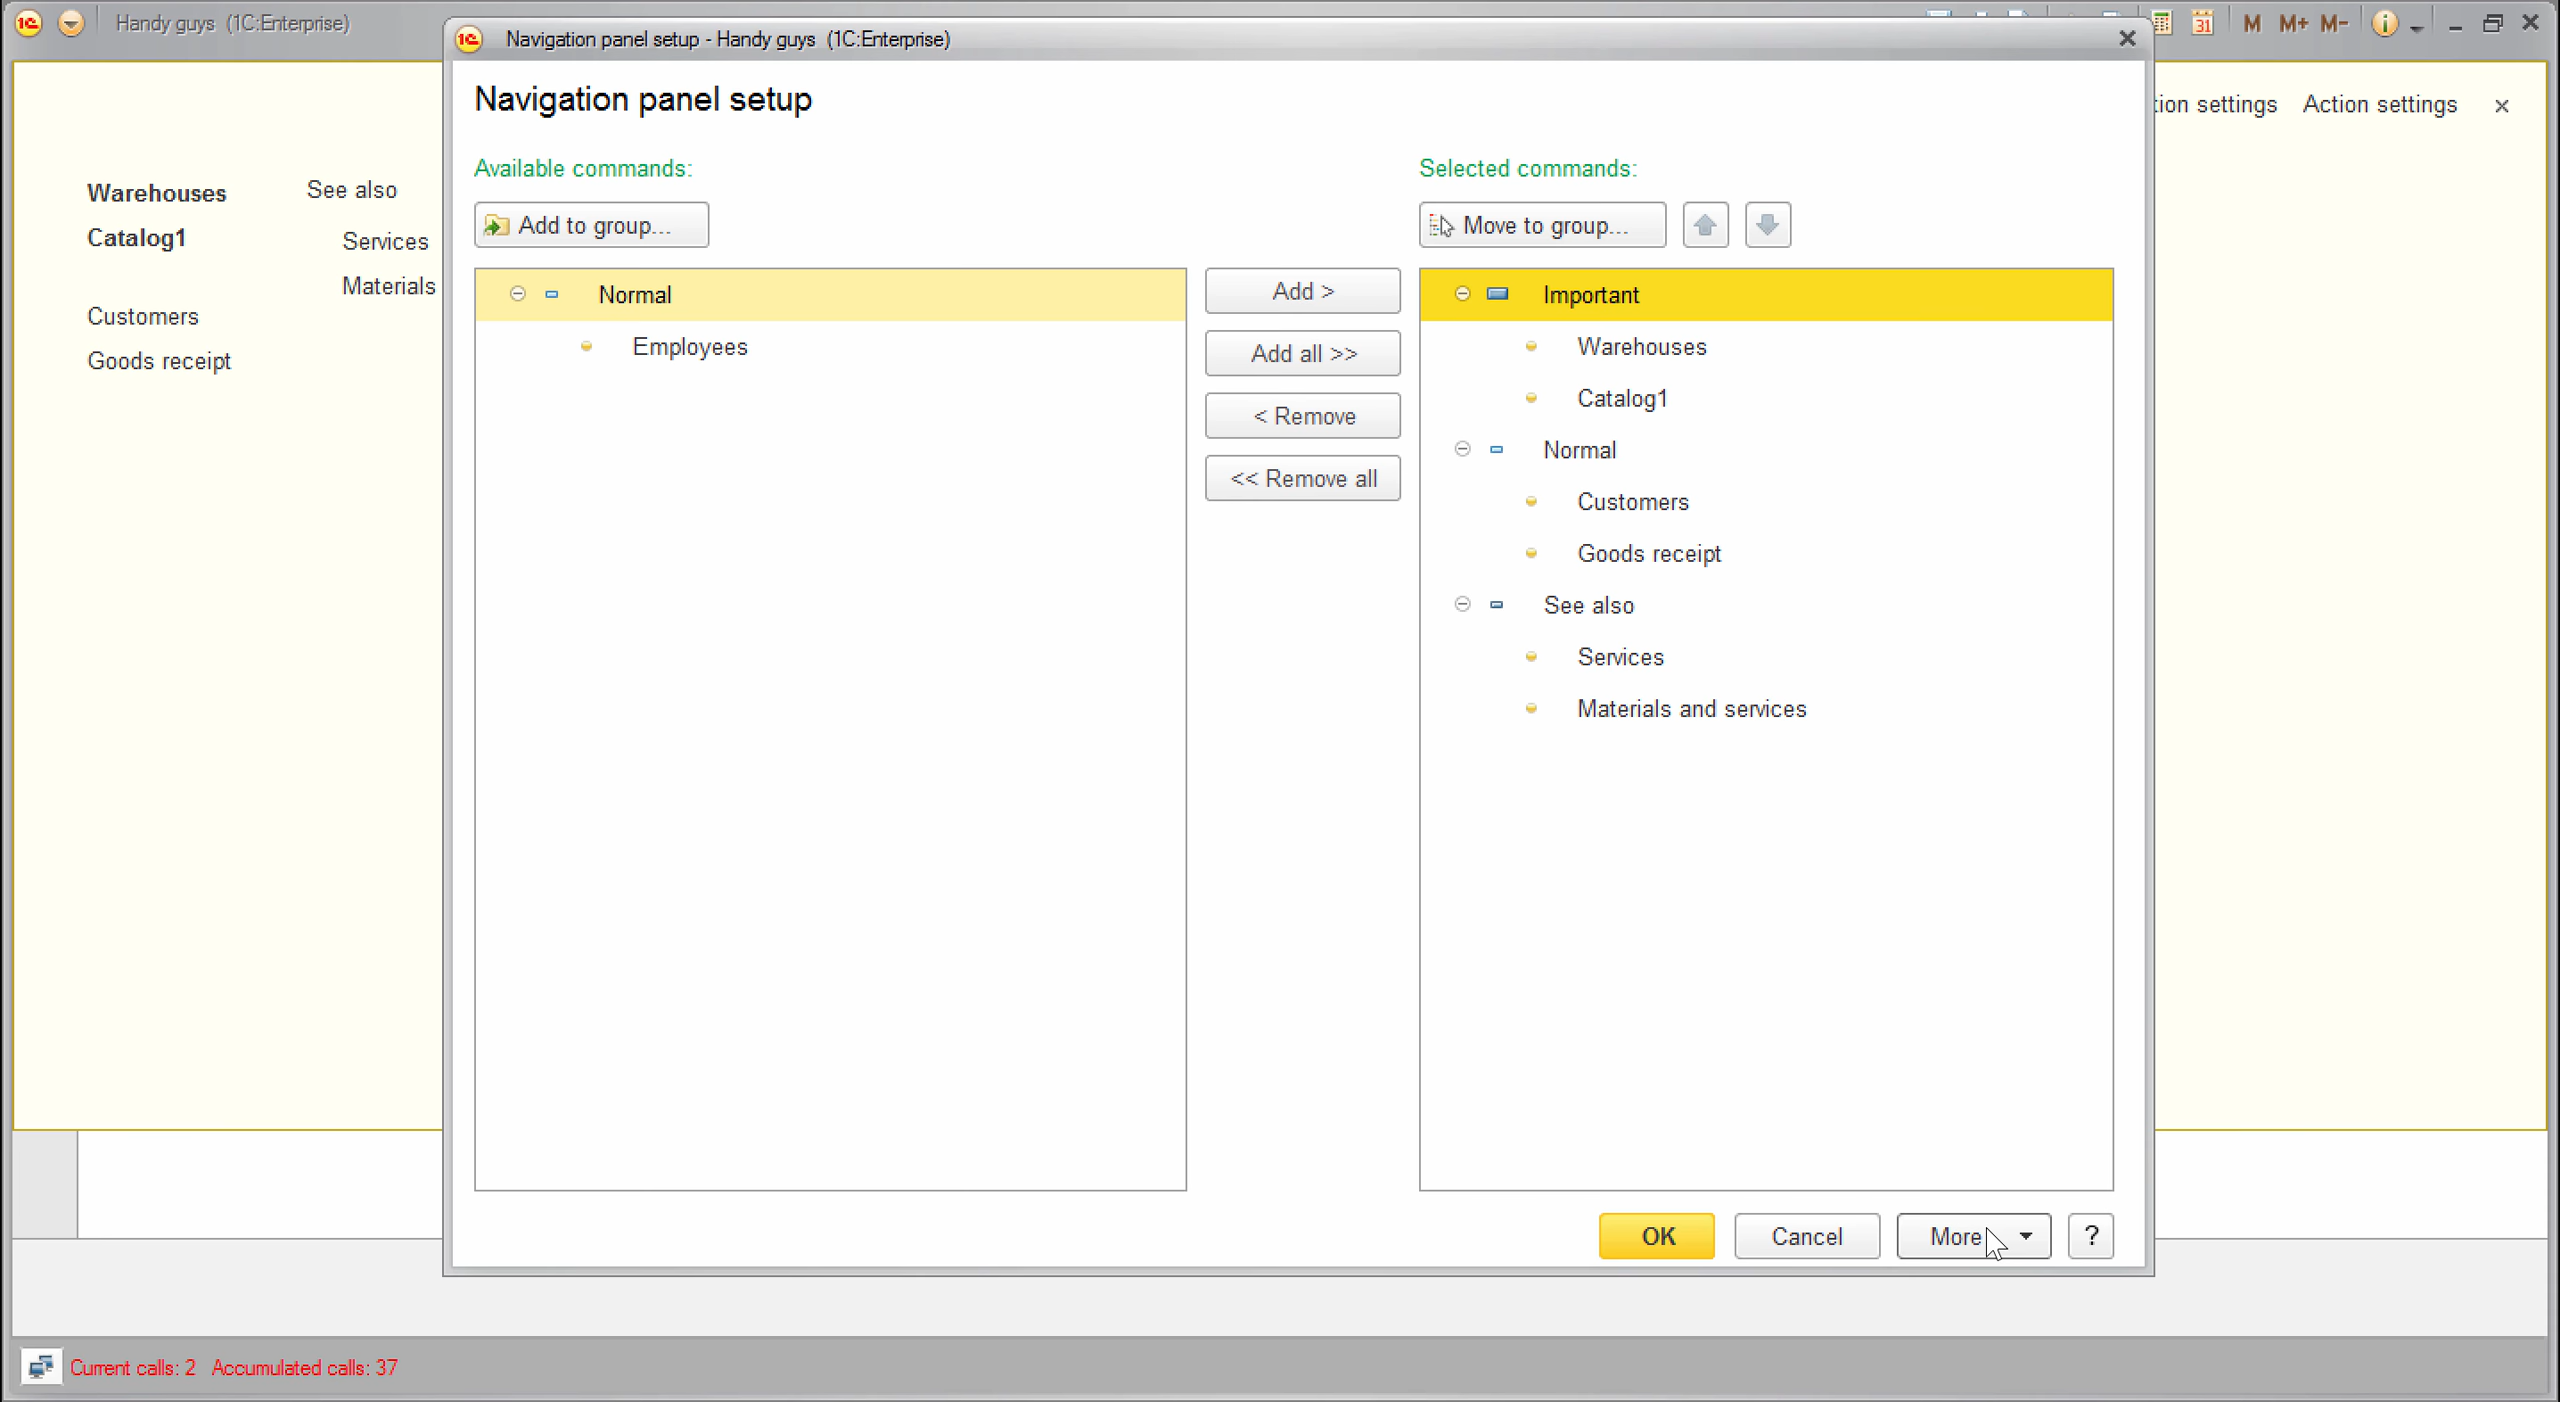 Handy guys (1C:Enterprise)
31 M M+ M-
Navigation panel setup - Handy guys (1C:Enterprise)
Navigation panel setup
tion settings Action settings
Available commands:
Selected commands:
Warehouses
Catalog1
Customers
Goods receipt
See also
Services
Materials
Add to group...
Move to group...
Normal
Employees
Add >
Add all >>
< Remove
<< Remove all
Important
Warehouses
Catalog1
Normal
Customers
Goods receipt
See also
Services
Materials and services
OK Cancel More ?
Current calls: 2 Accumulated calls: 37